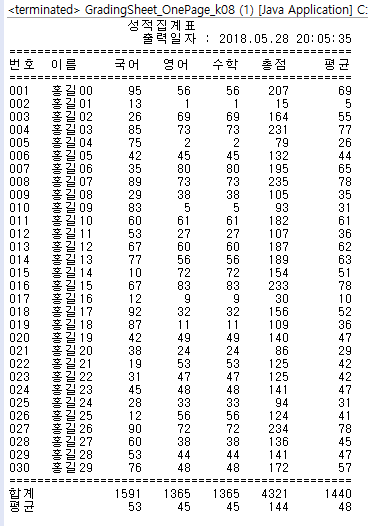 <terminated> GradingSheet_OnePage_k08 (1) [Java Application] C:
성적집계표
출력일자 : 2018.05.28 20:05:35
==================================================
번호 이름 국어 영어 수학 총점 평균
==================================================
001 홍길00 95 56 56 207 69
002 홍길01 13 1 1 15 5
003 홍길02 26 69 69 164 55
004 홍길03 85 73 73 231 77
005 홍길04 75 2 2 79 26
006 홍길05 42 45 45 132 44
007 홍길06 35 80 80 195 65
008 홍길07 89 73 73 235 78
009 홍길08 29 38 38 105 35
010 홍길09 83 5 5 93 31
011 홍길10 60 61 61 182 61
012 홍길11 53 27 27 107 36
013 홍길12 67 60 60 187 62
014 홍길13 77 56 56 189 63
015 홍길14 10 72 72 154 51
016 홍길15 67 83 83 233 78
017 홍길16 12 9 9 30 10
018 홍길17 92 32 32 156 52
019 홍길18 87 11 11 109 36
020 홍길19 42 49 49 140 47
021 홍길20 38 24 24 86 29
022 홍길21 19 53 53 125 42
023 홍길22 31 47 47 125 42
024 홍길23 45 48 48 141 47
025 홍길24 28 33 33 94 31
026 홍길25 12 56 56 124 41
027 홍길26 90 72 72 234 78
028 홍길27 60 38 38 136 45
029 홍길28 53 44 44 141 47
030 홍길29 76 48 48 172 57
==================================================
합계 1591 1365 1365 4321 1440
평균 53 45 45 144 48